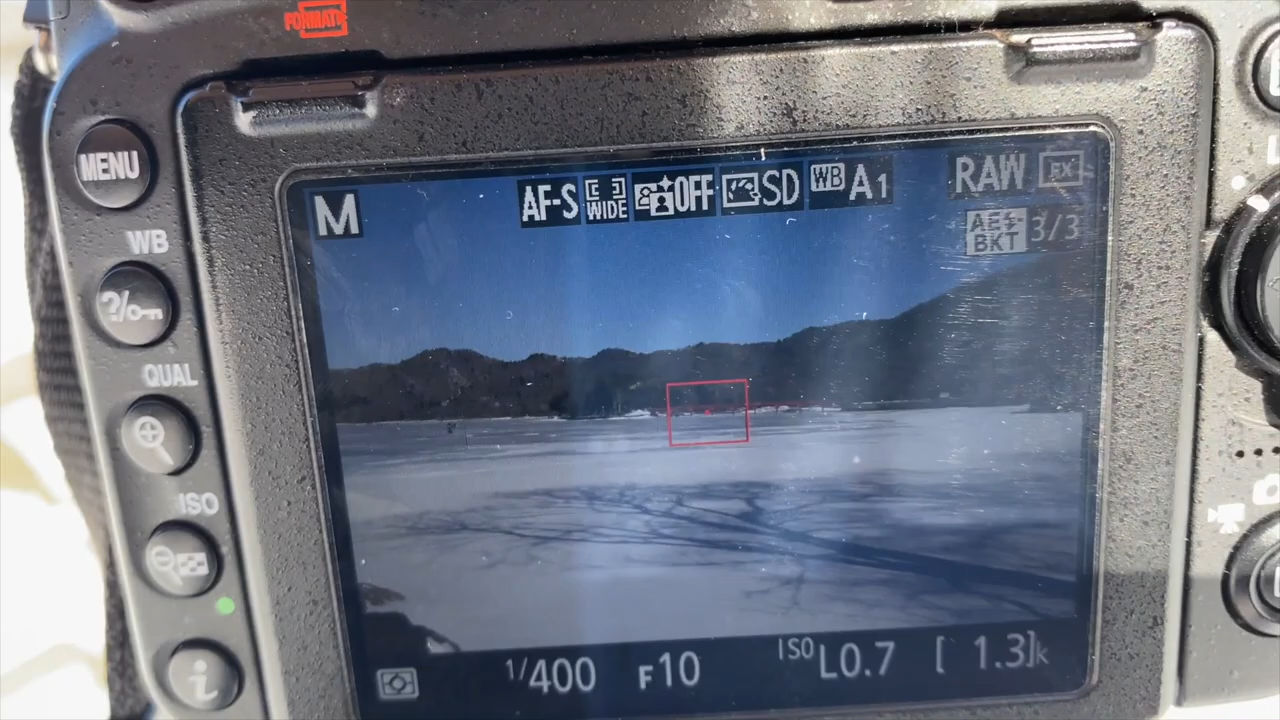 FORMAT
MENU
WB
?/
QUAL
ISO
i
M AF-S WIDE OFF SD WB A1 RAW FX
AE BKT 3/3
1/400 F10 ISO L0.7 [ 1.3]k